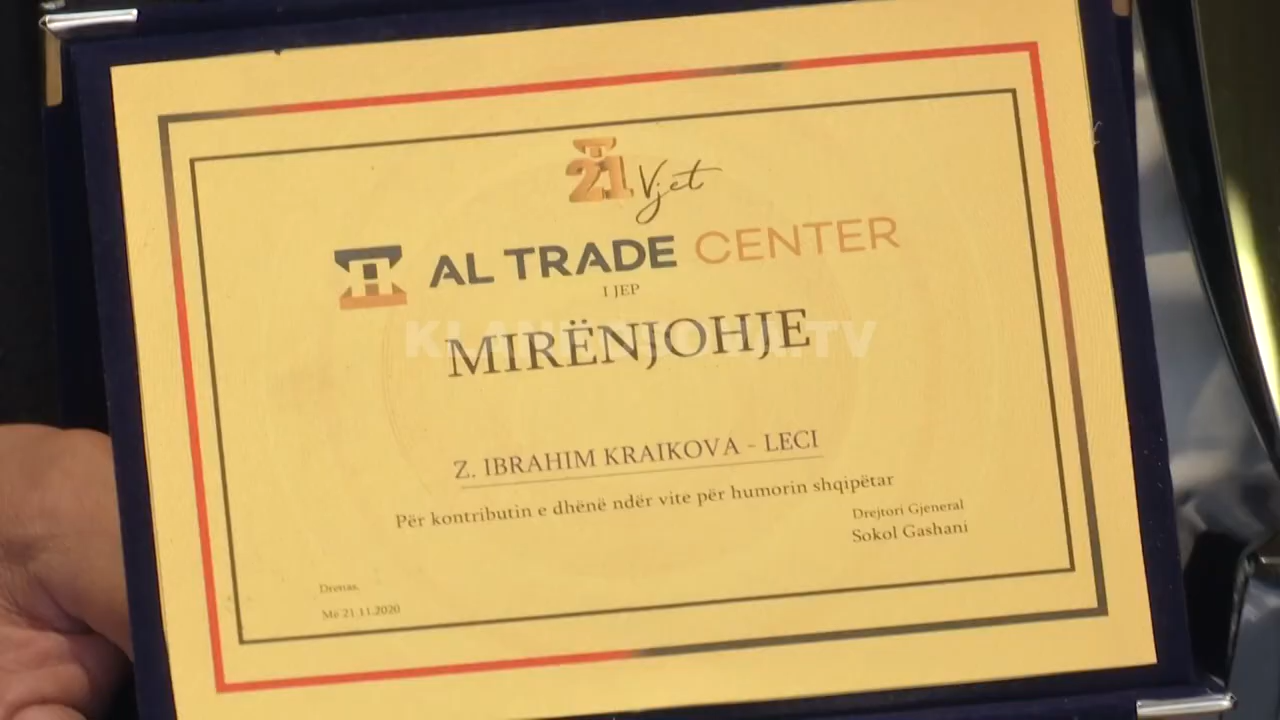 21 Vjet
AL TRADE CENTER
I JEP
MIRËNJOHJE
Z. IBRAHIM KRAIKOVA - LECI
Për kontributin e dhënë ndër vite për humorin shqipëtar
Drejtori Gjeneral
Sokol Gashani
Drenas,
Më 21.11.2020